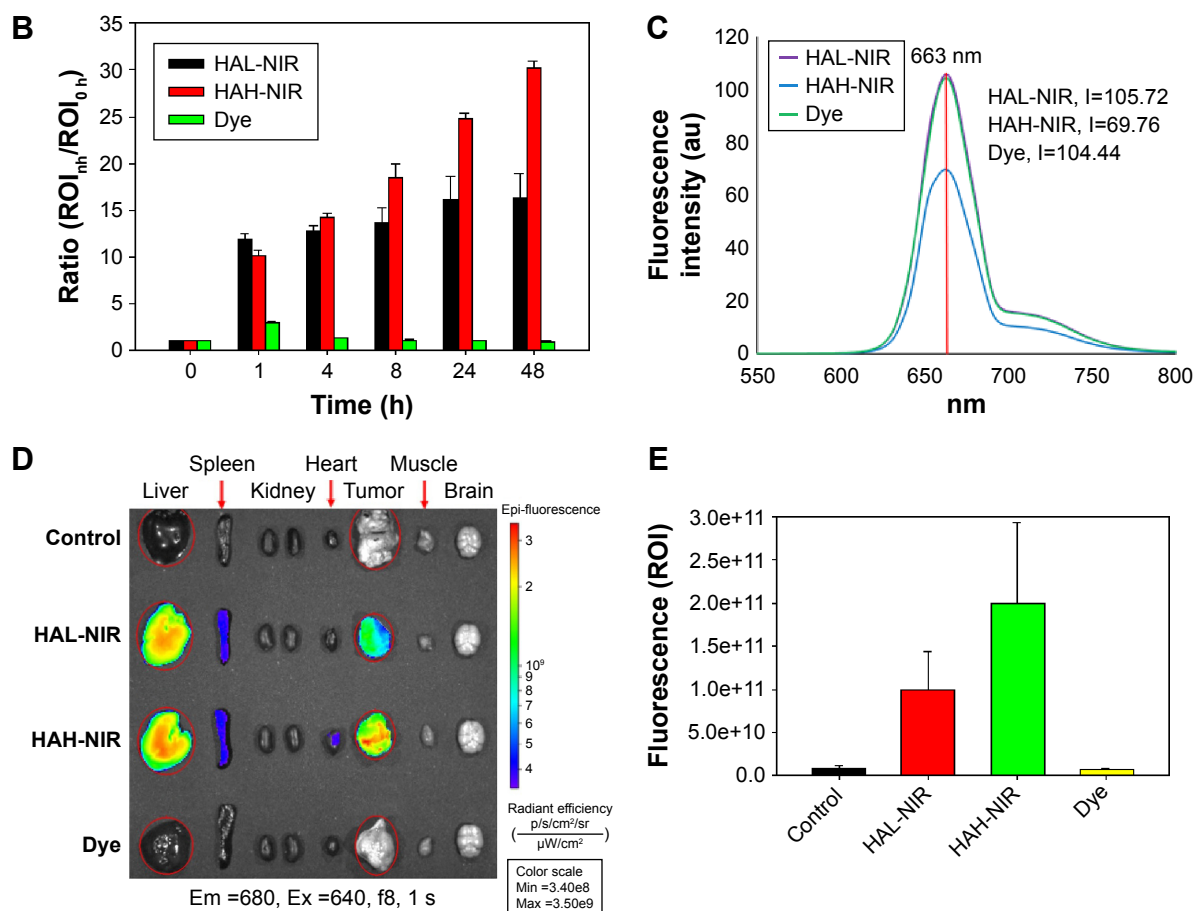 B
35
30
25
20
15
10
5
0
Ratio (ROInh/ROI0 h)
HAL-NIR
HAH-NIR
Dye
0 1 4 8 24 48
Time (h)
C
120
100
80
60
40
20
0
Fluorescence
intensity (au)
HAL-NIR
HAH-NIR
Dye
663 nm
HAL-NIR, I=105.72
HAH-NIR, I=69.76
Dye, I=104.44
550 600 650 700 750 800
nm
D
Spleen Heart Muscle
Liver Kidney Tumor Brain
Control
HAL-NIR
HAH-NIR
Dye
Epi-fluorescence
3
2
10⁹
9
8
7
6
5
4
Radiant efficiency
(p/s/cm²/sr
µW/cm²)
Color scale
Min =3.40e8
Max =3.50e9
Em =680, Ex =640, f8, 1 s
E
3.0e+11
2.5e+11
2.0e+11
1.0e+11
5.0e+10
0.0
Fluorescence (ROI)
Control
HAL-NIR
HAH-NIR
Dye